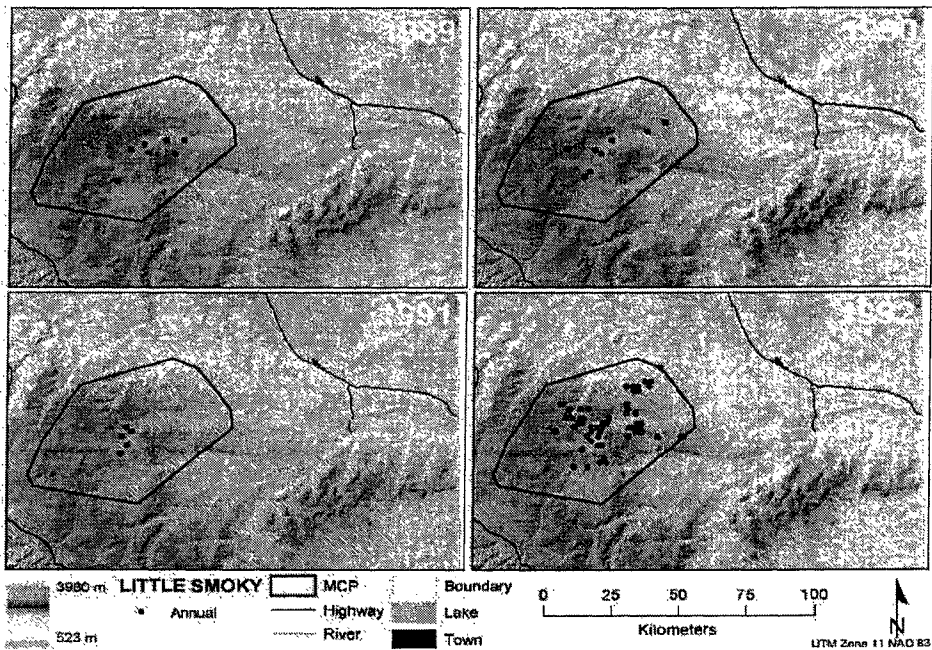 1989
1991
1992
3980 m
523 m
LITTLE SMOKY
Annual
MCP
Highway
River
Boundary
Lake
Town
0 25 50 75 100
Kilometers
N
UTM Zone 11 NAD 83